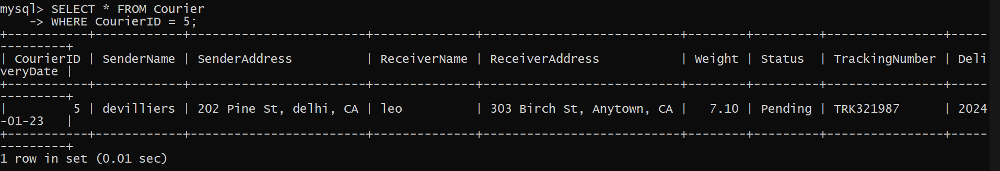 mysql> SELECT * FROM Courier
    -> WHERE CourierID = 5;
+-----------+------------+------------------------+--------------+---------------------------+--------+---------+----------------+-----
---------+
| CourierID | SenderName | SenderAddress          | ReceiverName | ReceiverAddress           | Weight | Status  | TrackingNumber | Deli
veryDate |
+-----------+------------+------------------------+--------------+---------------------------+--------+---------+----------------+-----
---------+
|         5 | devilliers | 202 Pine St, delhi, CA | leo          | 303 Birch St, Anytown, CA |   7.10 | Pending | TRK321987      | 2024
-01-23   |
+-----------+------------+------------------------+--------------+---------------------------+--------+---------+----------------+-----
---------+
1 row in set (0.01 sec)